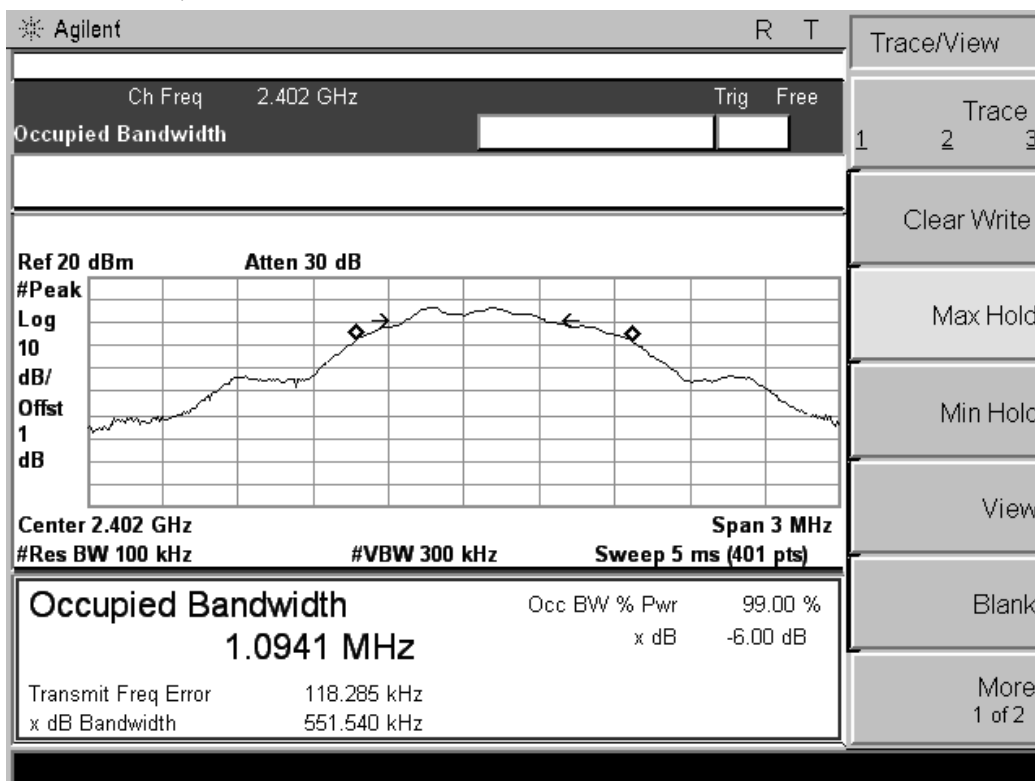 Agilent R T
Trace/View
Ch Freq 2.402 GHz Trig Free
Occupied Bandwidth
Trace
1 2 3
Clear Write
Max Hold
Min Hold
View
Blank
More
1 of 2
Ref 20 dBm Atten 30 dB
#Peak
Log
10
dB/
Offst
1
dB
Center 2.402 GHz Span 3 MHz
#Res BW 100 kHz #VBW 300 kHz Sweep 5 ms (401 pts)
Occupied Bandwidth Occ BW % Pwr 99.00 %
1.0941 MHz x dB -6.00 dB
Transmit Freq Error 118.285 kHz
x dB Bandwidth 551.540 kHz